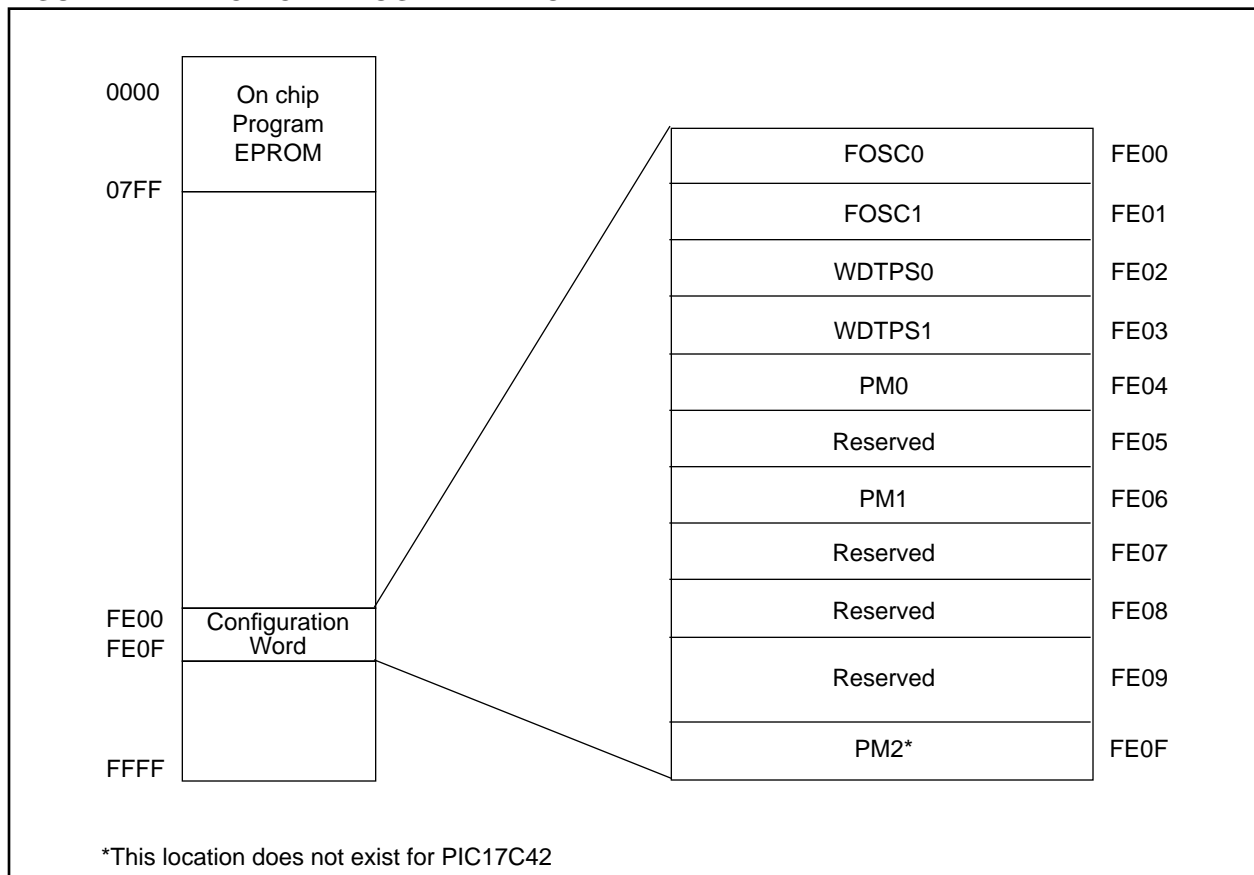 0000
On chip
Program
EPROM
07FF
FE00
Configuration
FE0F
Word
FFFF
FOSC0 FE00
FOSC1 FE01
WDTPS0 FE02
WDTPS1 FE03
PM0 FE04
Reserved FE05
PM1 FE06
Reserved FE07
Reserved FE08
Reserved FE09
PM2* FE0F
*This location does not exist for PIC17C42